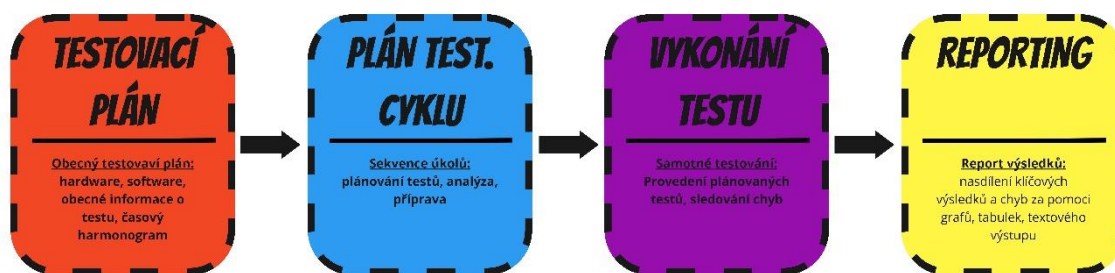 TESTOVACÍ
PLÁN
Obecný testovaví plán:
hardware, software,
obecné informace o
testu, časový
harmonogram
PLÁN TEST.
CYKLU
Sekvence úkolů:
plánování testů, analýza,
příprava
VYKONÁNÍ
TESTU
Samotné testování:
Provedení plánovaných
testů, sledování chyb
REPORTING
Report výsledků:
nasdílení klíčových
výsledků a chyb za pomoci
grafů, tabulek, textového
výstupu